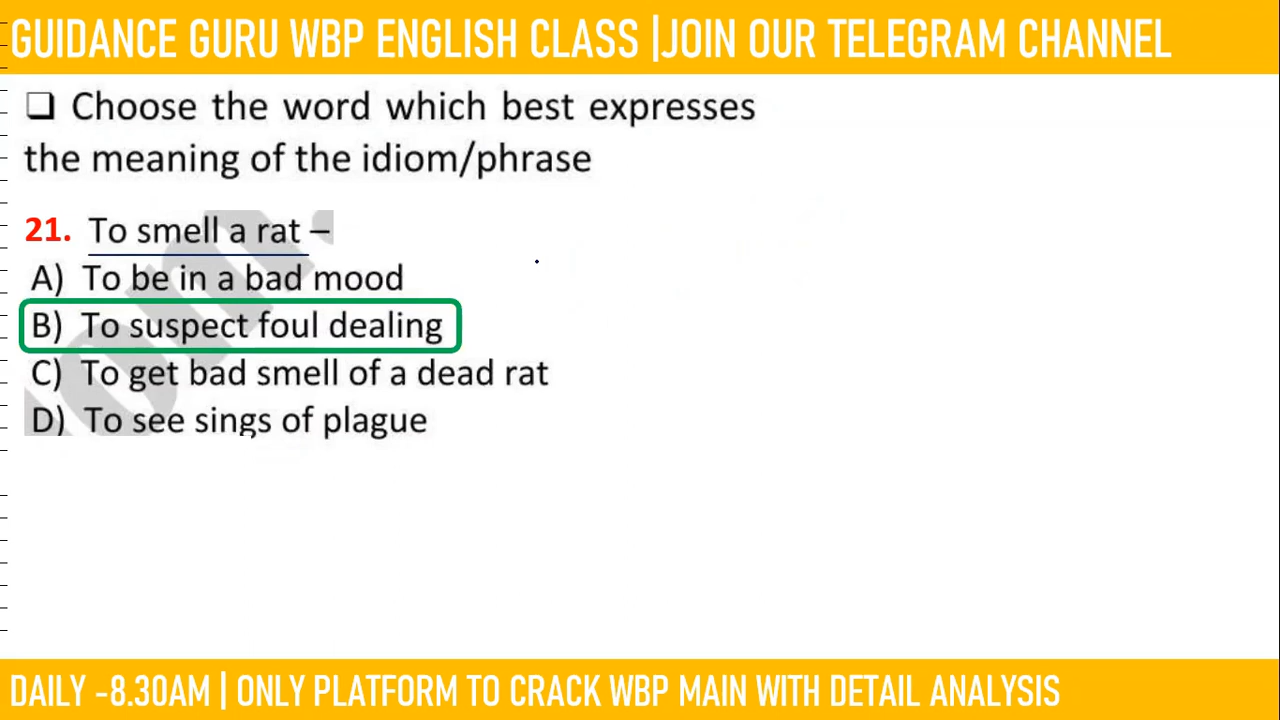 GUIDANCE GURU WBP ENGLISH CLASS |JOIN OUR TELEGRAM CHANNEL
❑ Choose the word which best expresses
the meaning of the idiom/phrase
21. To smell a rat –
A) To be in a bad mood
B) To suspect foul dealing
C) To get bad smell of a dead rat
D) To see sings of plague
DAILY -8.30AM | ONLY PLATFORM TO CRACK WBP MAIN WITH DETAIL ANALYSIS